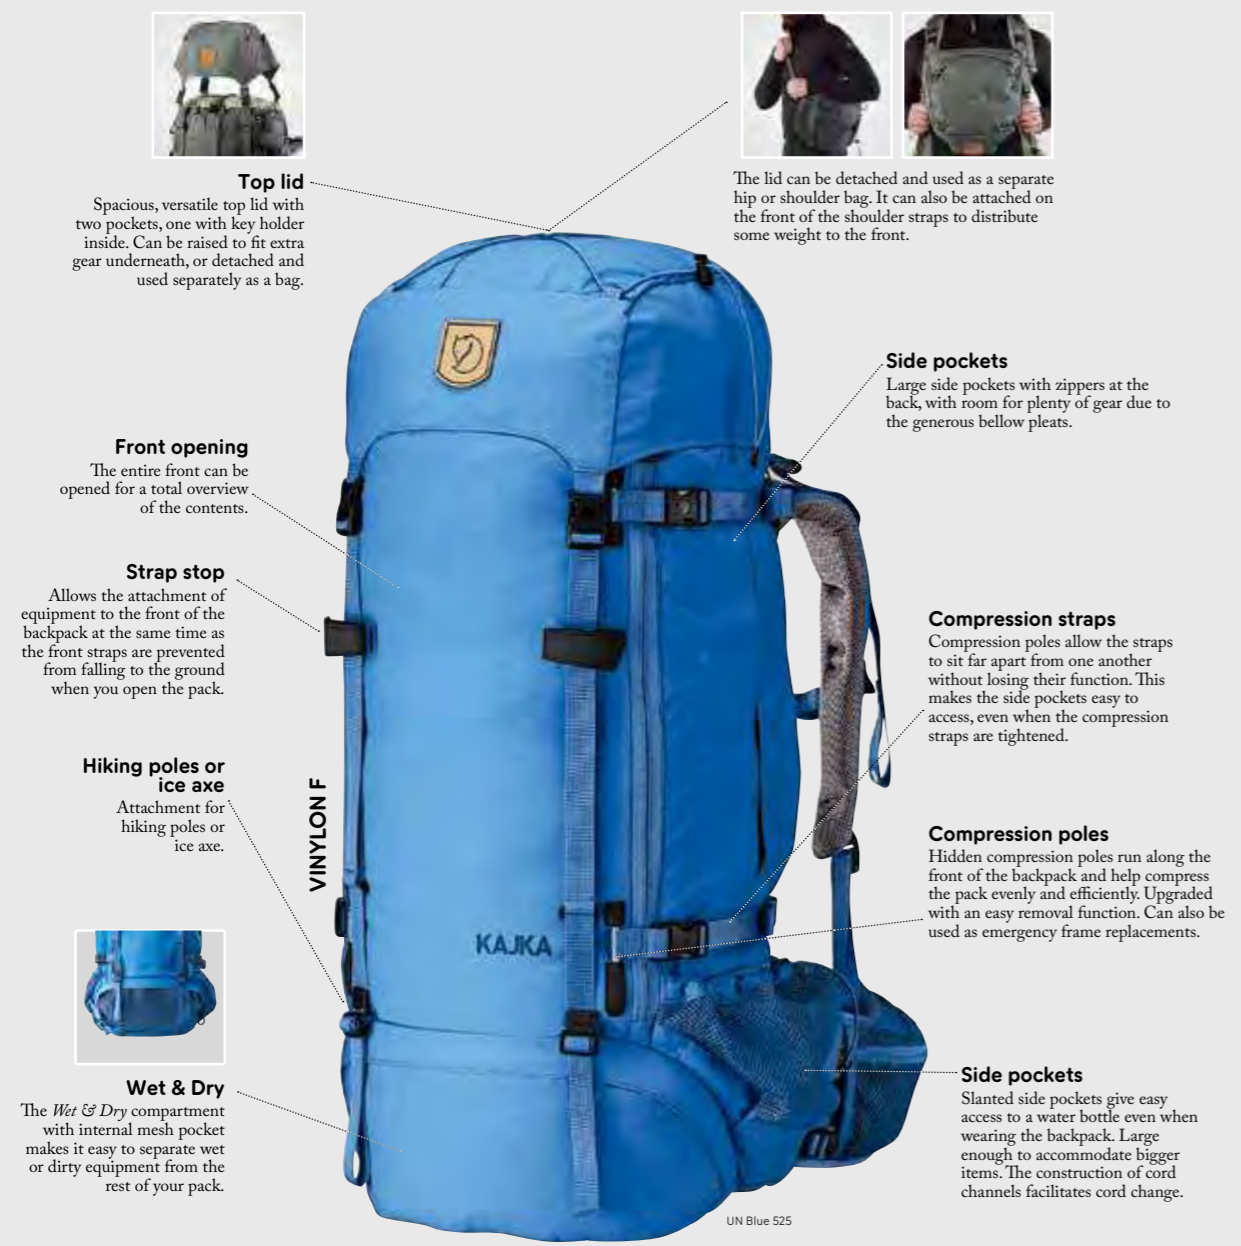 Top lid
Spacious, versatile top lid with
two pockets, one with key holder
inside. Can be raised to fit extra
gear underneath, or detached and
used separately as a bag.
The lid can be detached and used as a separate
hip or shoulder bag. It can also be attached on
the front of the shoulder straps to distribute
some weight to the front.
Side pockets
Large side pockets with zippers at the
back, with room for plenty of gear due to
the generous bellow pleats.
Front opening
The entire front can be
opened for a total overview
of the contents.
Strap stop
Allows the attachment of
equipment to the front of the
backpack at the same time as
the front straps are prevented
from falling to the ground
when you open the pack.
Compression straps
Compression poles allow the straps
to sit far apart from one another
without losing their function. This
makes the side pockets easy to
access, even when the compression
straps are tightened.
Hiking poles or
ice axe
Attachment for
hiking poles or
ice axe.
VINYLON F
Compression poles
Hidden compression poles run along the
front of the backpack and help compress
the pack evenly and efficiently. Upgraded
with an easy removal function. Can also be
used as emergency frame replacements.
KAJKA
Wet & Dry
The Wet & Dry compartment
with internal mesh pocket
makes it easy to separate wet
or dirty equipment from the
rest of your pack.
Side pockets
Slanted side pockets give easy
access to a water bottle even when
wearing the backpack. Large
enough to accommodate bigger
items. The construction of cord
channels facilitates cord change.
UN Blue 525